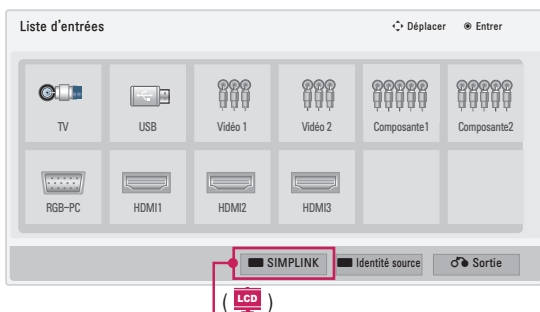 Liste d'entrées Déplacer Entrer
TV USB Vidéo 1 Vidéo 2 Composante1 Composante2
RGB-PC HDMI1 HDMI2 HDMI3
SIMPLINK Identité source Sortie
( LCD )